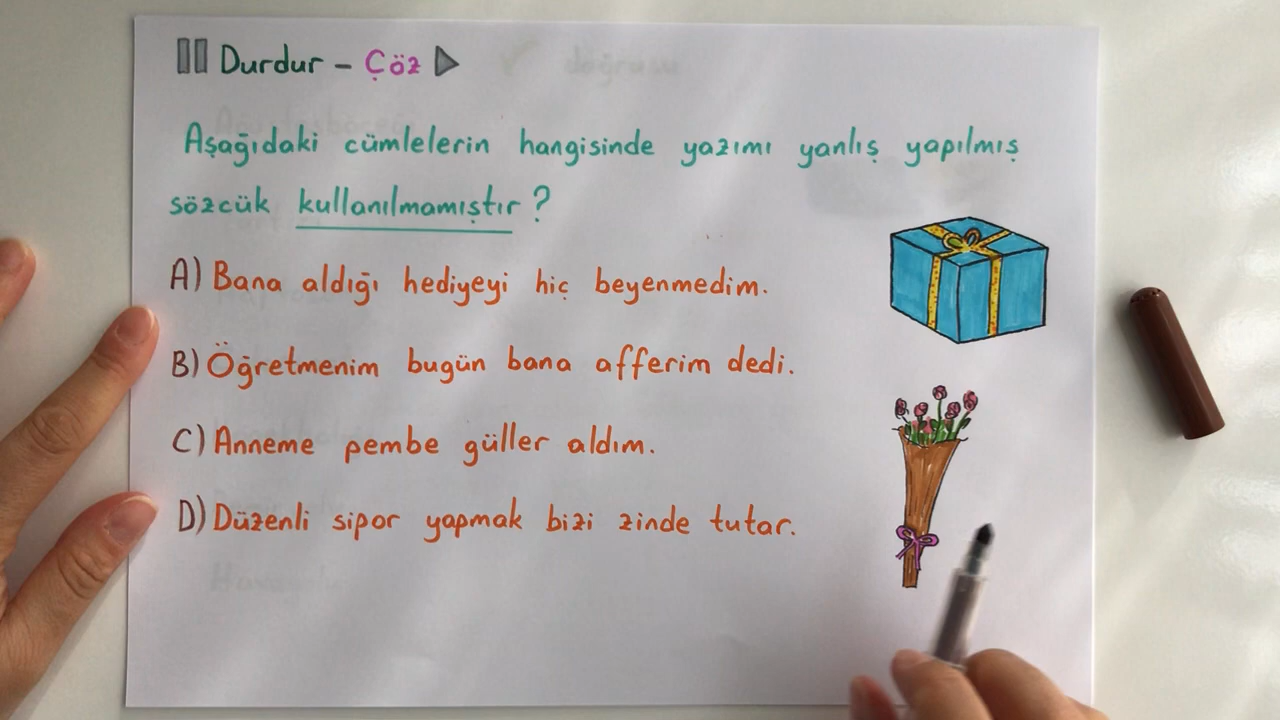 Durdur - Çöz
Aşağıdaki cümlelerin hangisinde yazımı yanlış yapılmış
sözcük kullanılmamıştır?
A) Bana aldığı hediyeyi hiç beyenmedim.
B) Öğretmenim bugün bana afferim dedi.
C) Anneme pembe güller aldım.
D) Düzenli sipor yapmak bizi zinde tutar.